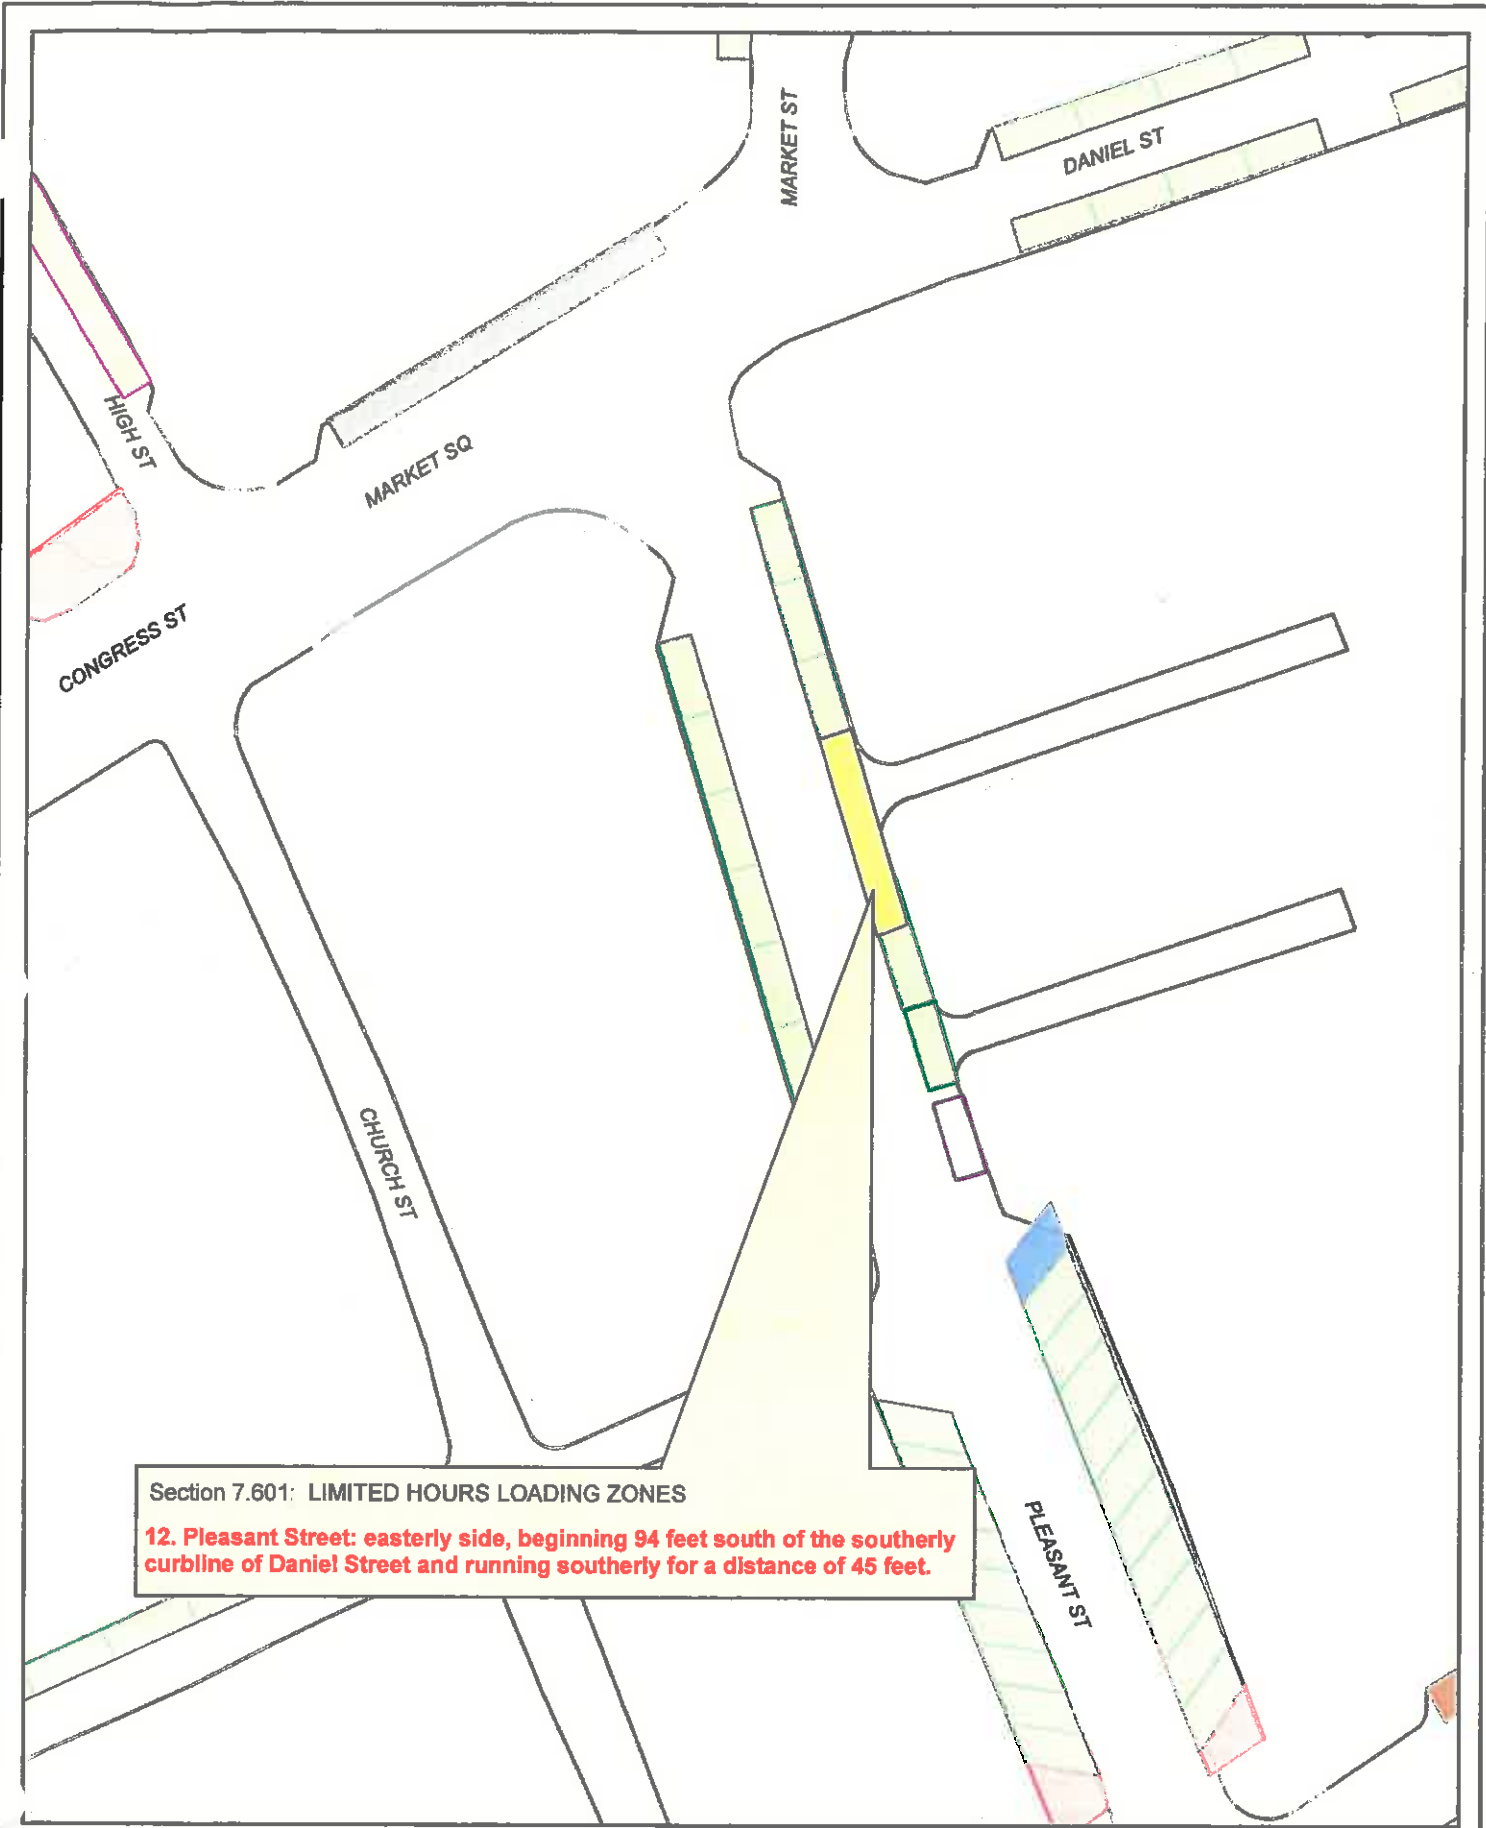 MARKET ST
DANIEL ST
HIGH ST
MARKET SQ
CONGRESS ST
CHURCH ST
Section 7.601: LIMITED HOURS LOADING ZONES
12. Pleasant Street: easterly side, beginning 94 feet south of the southerly
curbline of Daniel Street and running southerly for a distance of 45 feet.
PLEASANT ST